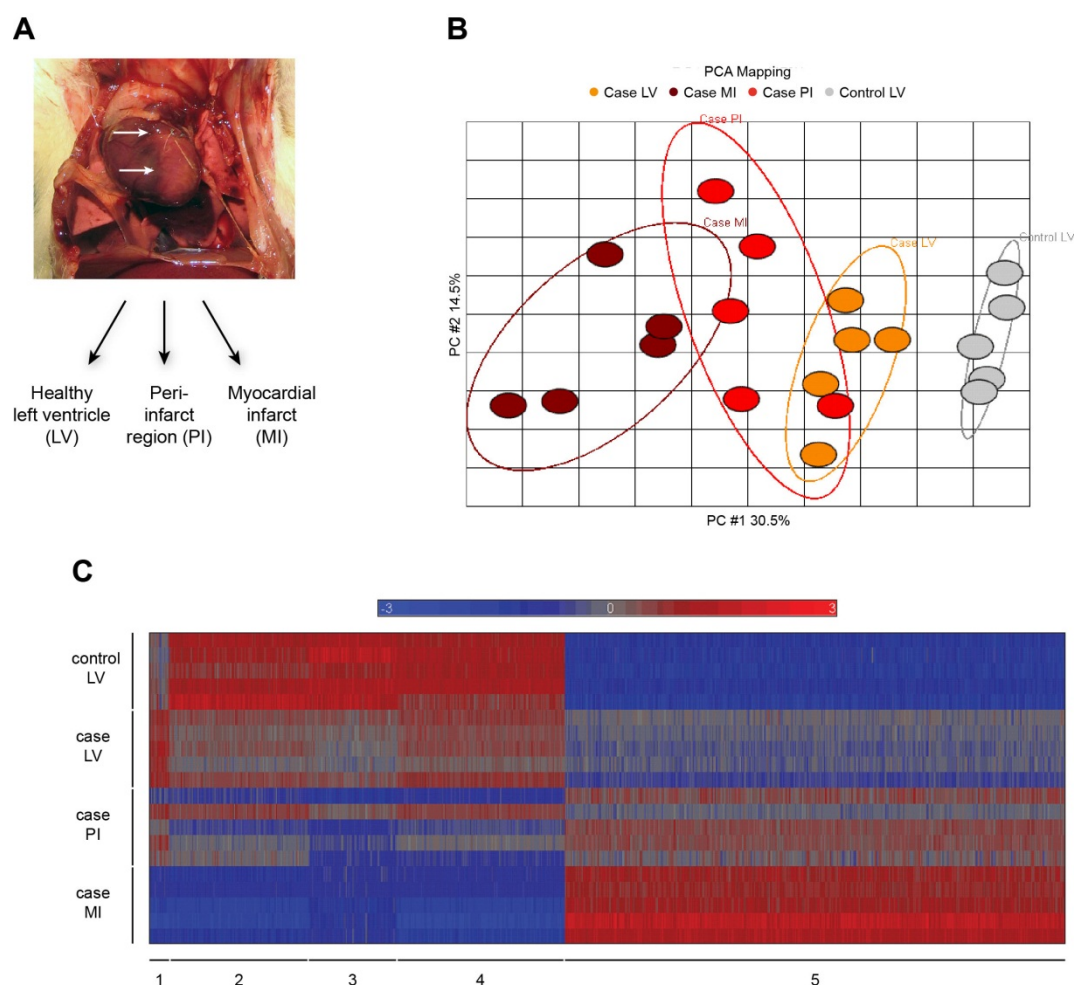 A
Healthy
left ventricle
(LV)
Peri-
infarct
region (PI)
Myocardial
infarct
(MI)
B
PCA Mapping
Case LV Case MI Case PI Control LV
Case PI
Case MI
Case LV
Control LV
PC #2 14.5%
PC #1 30.5%
C
-3 0 3
control
LV
case
LV
case
PI
case
MI
1 2 3 4 5